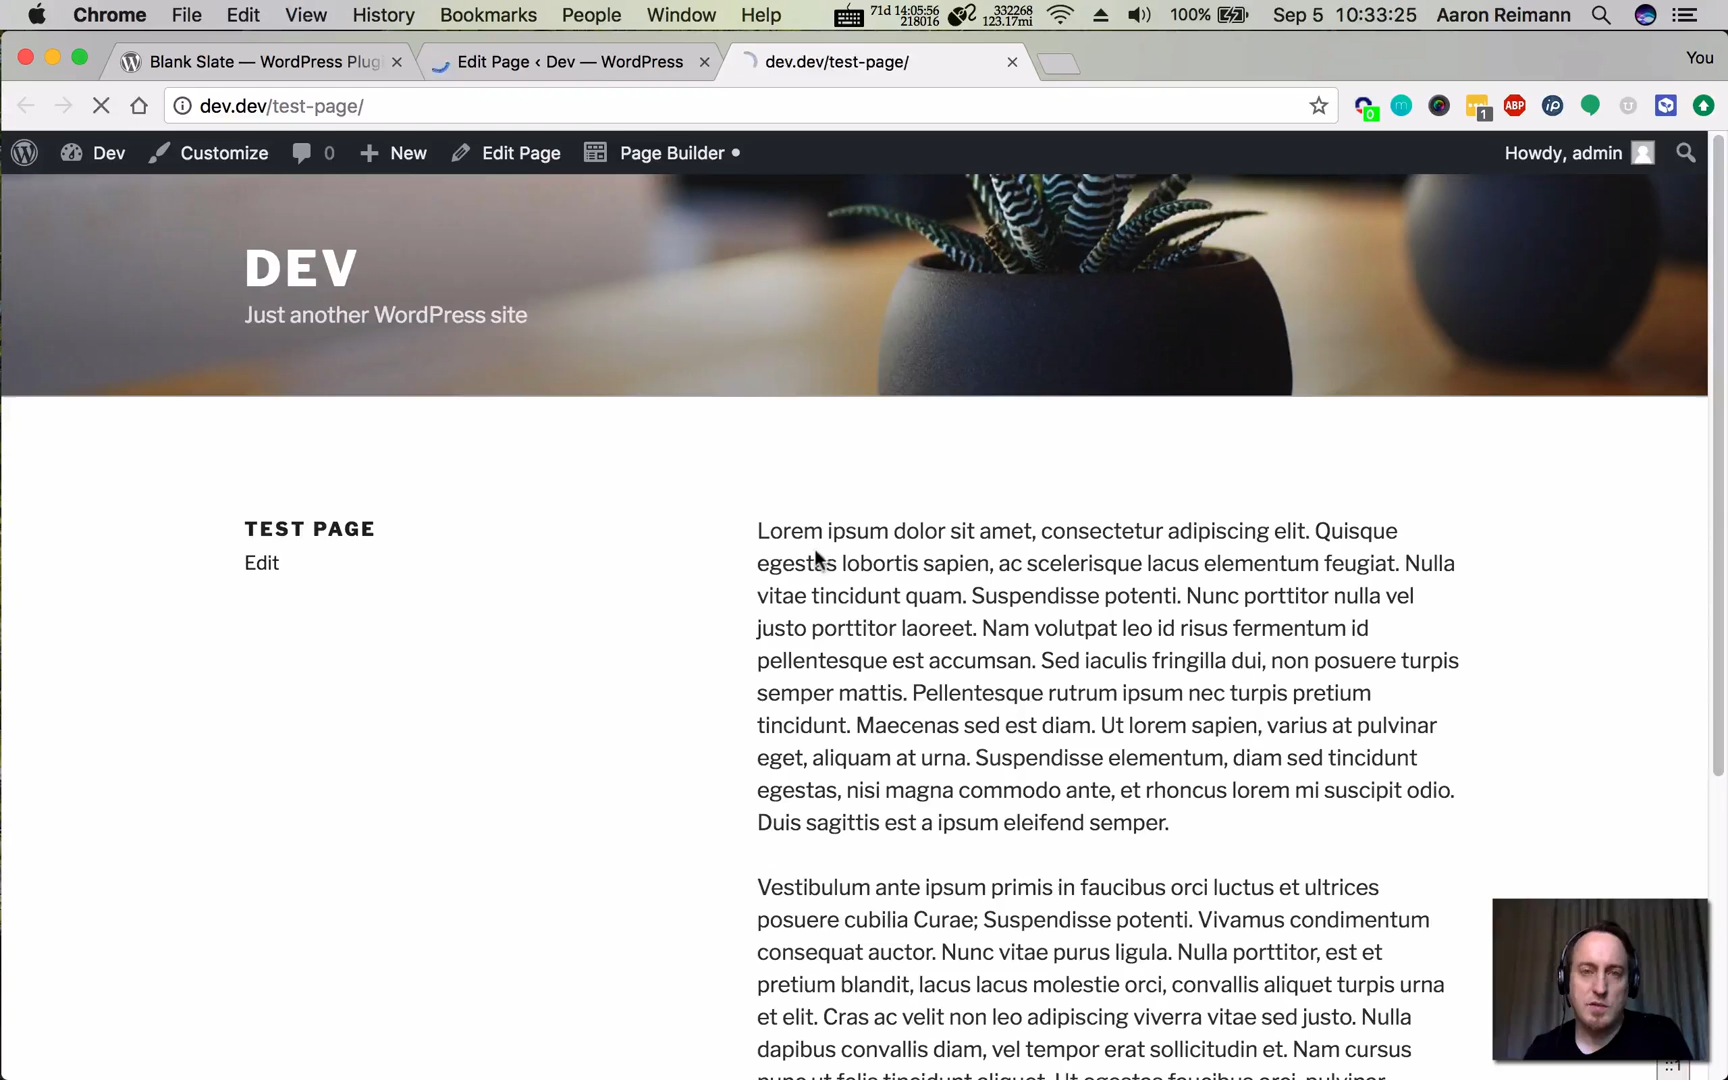 Chrome File Edit View History Bookmarks People Window Help 71d 14:05:56 218016 332268 123.17mi 100% Sep 5 10:33:25 Aaron Reimann
Blank Slate — WordPress Plug Edit Page ‹ Dev — WordPress dev.dev/test-page/ You
dev.dev/test-page/ 0 1 ABP iP
Dev Customize 0 New Edit Page Page Builder Howdy, admin
DEV
Just another WordPress site
TEST PAGE
Edit
Lorem ipsum dolor sit amet, consectetur adipiscing elit. Quisque
egestas lobortis sapien, ac scelerisque lacus elementum feugiat. Nulla
vitae tincidunt quam. Suspendisse potenti. Nunc porttitor nulla vel
justo porttitor laoreet. Nam volutpat leo id risus fermentum id
pellentesque est accumsan. Sed iaculis fringilla dui, non posuere turpis
semper mattis. Pellentesque rutrum ipsum nec turpis pretium
tincidunt. Maecenas sed est diam. Ut lorem sapien, varius at pulvinar
eget, aliquam at urna. Suspendisse elementum, diam sed tincidunt
egestas, nisi magna commodo ante, et rhoncus lorem mi suscipit odio.
Duis sagittis est a ipsum eleifend semper.
Vestibulum ante ipsum primis in faucibus orci luctus et ultrices
posuere cubilia Curae; Suspendisse potenti. Vivamus condimentum
consequat auctor. Nunc vitae purus ligula. Nulla porttitor, est et
pretium blandit, lacus lacus molestie orci, convallis aliquet turpis urna
et elit. Cras ac velit non leo adipiscing viverra vitae sed justo. Nulla
dapibus convallis diam, vel tempor erat sollicitudin et. Nam cursus
::1